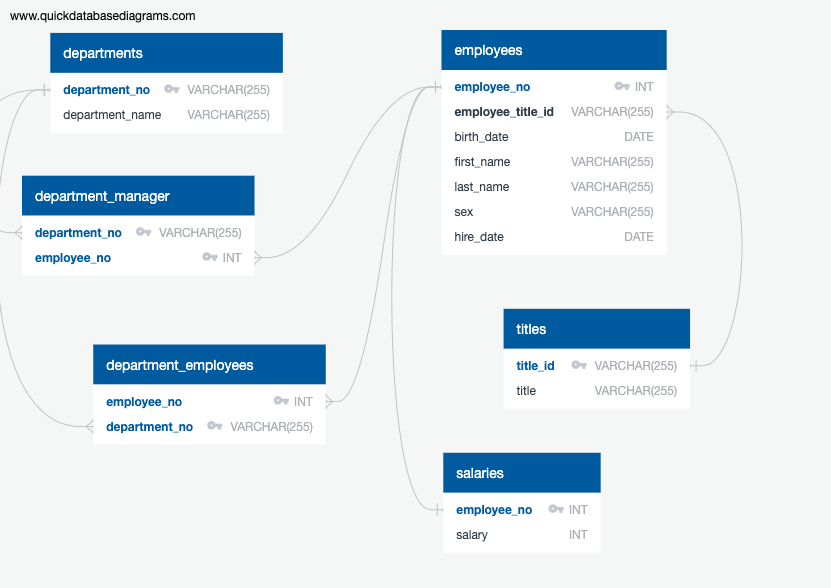 www.quickdatabasediagrams.com
departments
department_no VARCHAR(255)
department_name VARCHAR(255)
department_manager
department_no VARCHAR(255)
employee_no INT
department_employees
employee_no INT
department_no VARCHAR(255)
employees
employee_no INT
employee_title_id VARCHAR(255)
birth_date DATE
first_name VARCHAR(255)
last_name VARCHAR(255)
sex VARCHAR(255)
hire_date DATE
titles
title_id VARCHAR(255)
title VARCHAR(255)
salaries
employee_no INT
salary INT